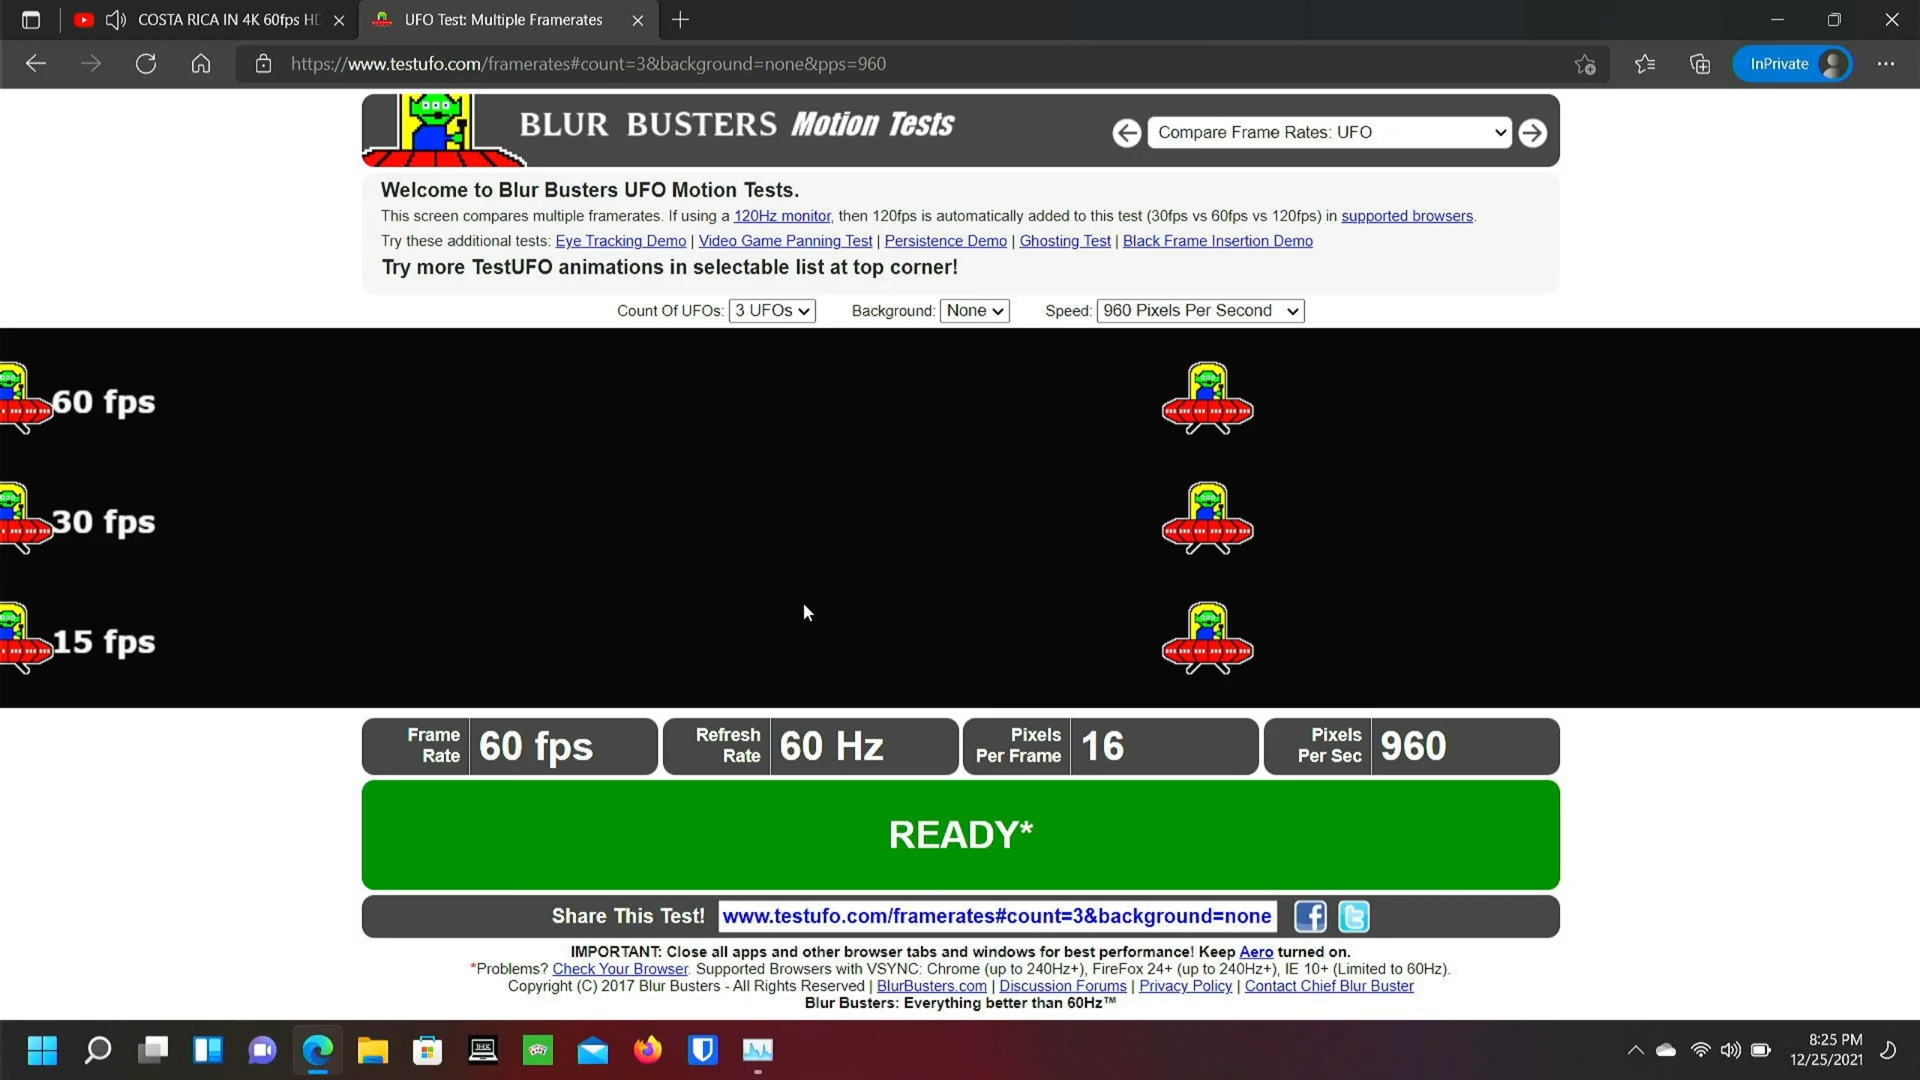 COSTA RICA IN 4K 60fps HD
UFO Test: Multiple Framerates
https://www.testufo.com/framerates#count=3&background=none&pps=960
InPrivate
BLUR BUSTERS Motion Tests
Compare Frame Rates: UFO
Welcome to Blur Busters UFO Motion Tests.
This screen compares multiple framerates. If using a 120Hz monitor, then 120fps is automatically added to this test (30fps vs 60fps vs 120fps) in supported browsers.
Try these additional tests: Eye Tracking Demo | Video Game Panning Test | Persistence Demo | Ghosting Test | Black Frame Insertion Demo
Try more TestUFO animations in selectable list at top corner!
Count Of UFOs: 3 UFOs Background: None Speed: 960 Pixels Per Second
60 fps
30 fps
15 fps
Frame Rate 60 fps
Refresh Rate 60 Hz
Pixels Per Frame 16
Pixels Per Sec 960
READY*
Share This Test! www.testufo.com/framerates#count=3&background=none
IMPORTANT: Close all apps and other browser tabs and windows for best performance! Keep Aero turned on.
*Problems? Check Your Browser. Supported Browsers with VSYNC: Chrome (up to 240Hz+), FireFox 24+ (up to 240Hz+), IE 10+ (Limited to 60Hz).
Copyright (C) 2017 Blur Busters - All Rights Reserved | BlurBusters.com | Discussion Forums | Privacy Policy | Contact Chief Blur Buster
Blur Busters: Everything better than 60Hz™
8:25 PM
12/25/2021